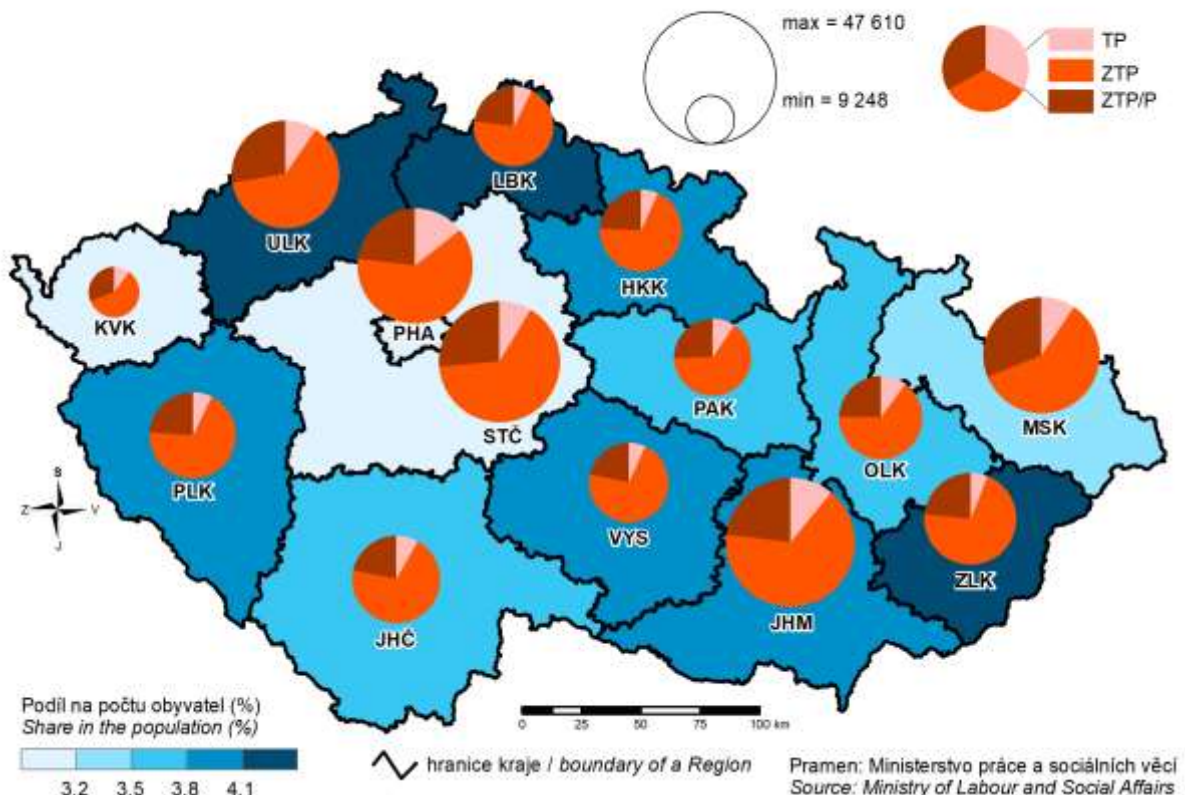 max = 47 610
min = 9 248
TP
ZTP
ZTP/P
LBK
ULK
HKK
KVK
PHA
PAK
STČ
MSK
OLK
PLK
VYS
ZLK
JHM
JHČ
S
Z V
J
Podíl na počtu obyvatel (%)
Share in the population (%)
3,2 3,5 3,8 4,1
0 25 50 75 100 km
hranice kraje / boundary of a Region
Pramen: Ministerstvo práce a sociálních věcí
Source: Ministry of Labour and Social Affairs